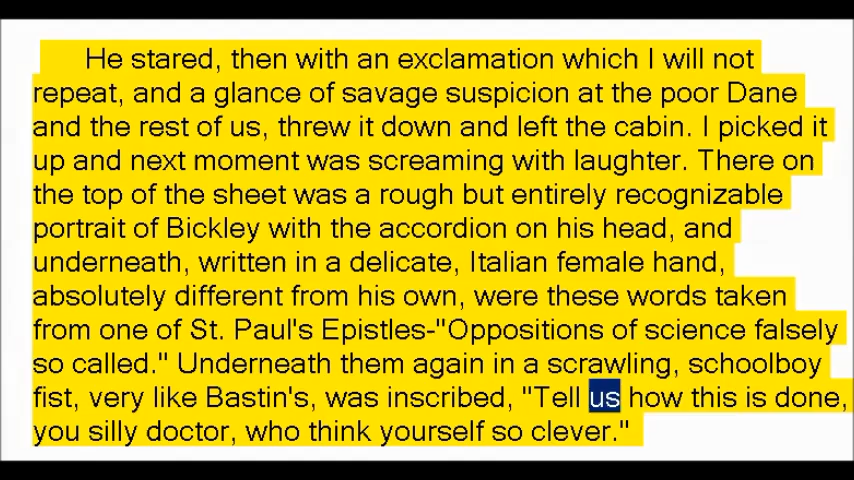 He stared, then with an exclamation which I will not
repeat, and a glance of savage suspicion at the poor Dane
and the rest of us, threw it down and left the cabin. I picked it
up and next moment was screaming with laughter. There on
the top of the sheet was a rough but entirely recognizable
portrait of Bickley with the accordion on his head, and
underneath, written in a delicate, Italian female hand,
absolutely different from his own, were these words taken
from one of St. Paul's Epistles-"Oppositions of science falsely
so called." Underneath them again in a scrawling, schoolboy
fist, very like Bastin's, was inscribed, "Tell us how this is done,
you silly doctor, who think yourself so clever."